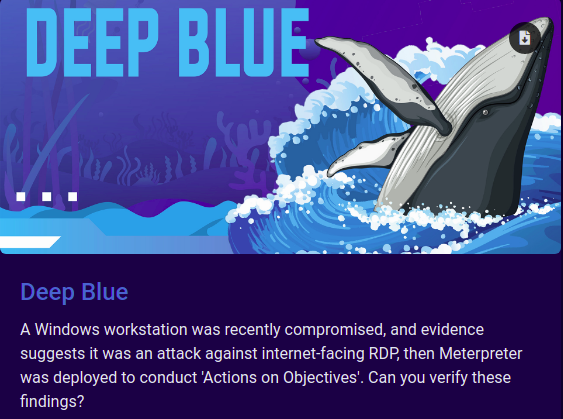 DEEP BLUE
Deep Blue
A Windows workstation was recently compromised, and evidence
suggests it was an attack against internet-facing RDP, then Meterpreter
was deployed to conduct 'Actions on Objectives'. Can you verify these
findings?